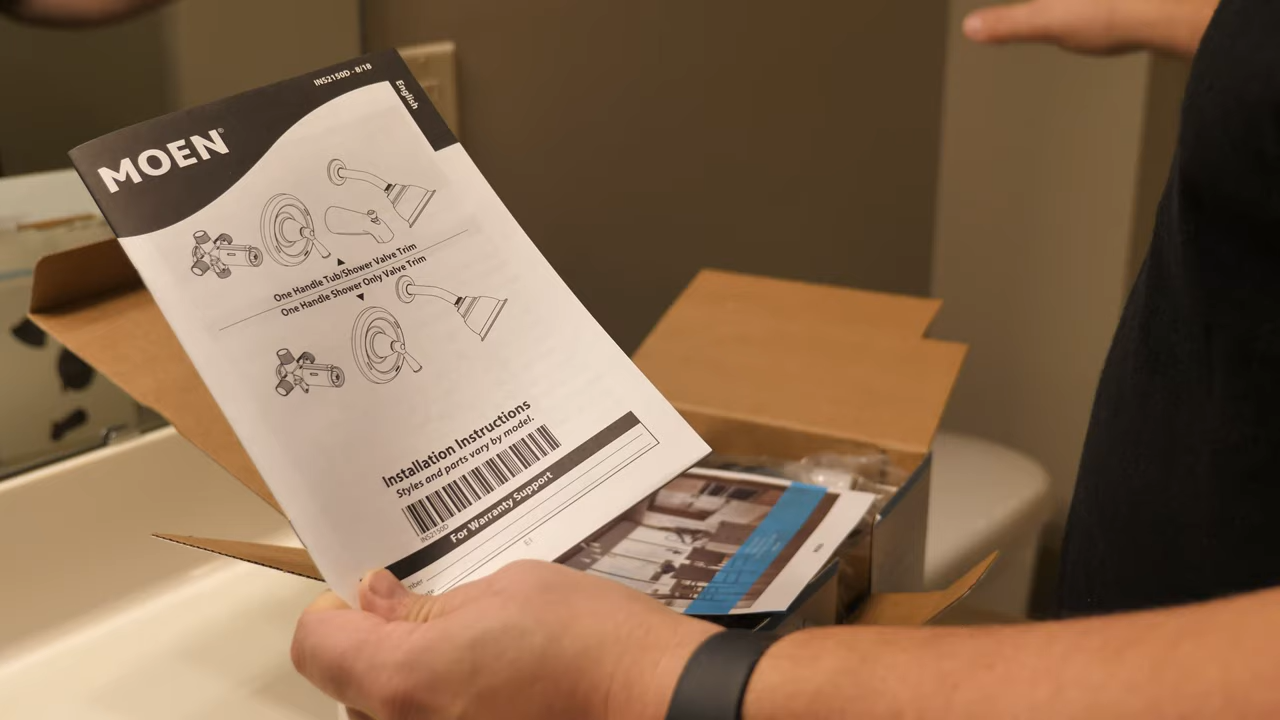 INS2150D - 8/18
English
MOEN®
One Handle Tub/Shower Valve Trim
One Handle Shower Only Valve Trim
Installation Instructions
Styles and parts vary by model.
INS2150D
For Warranty Support